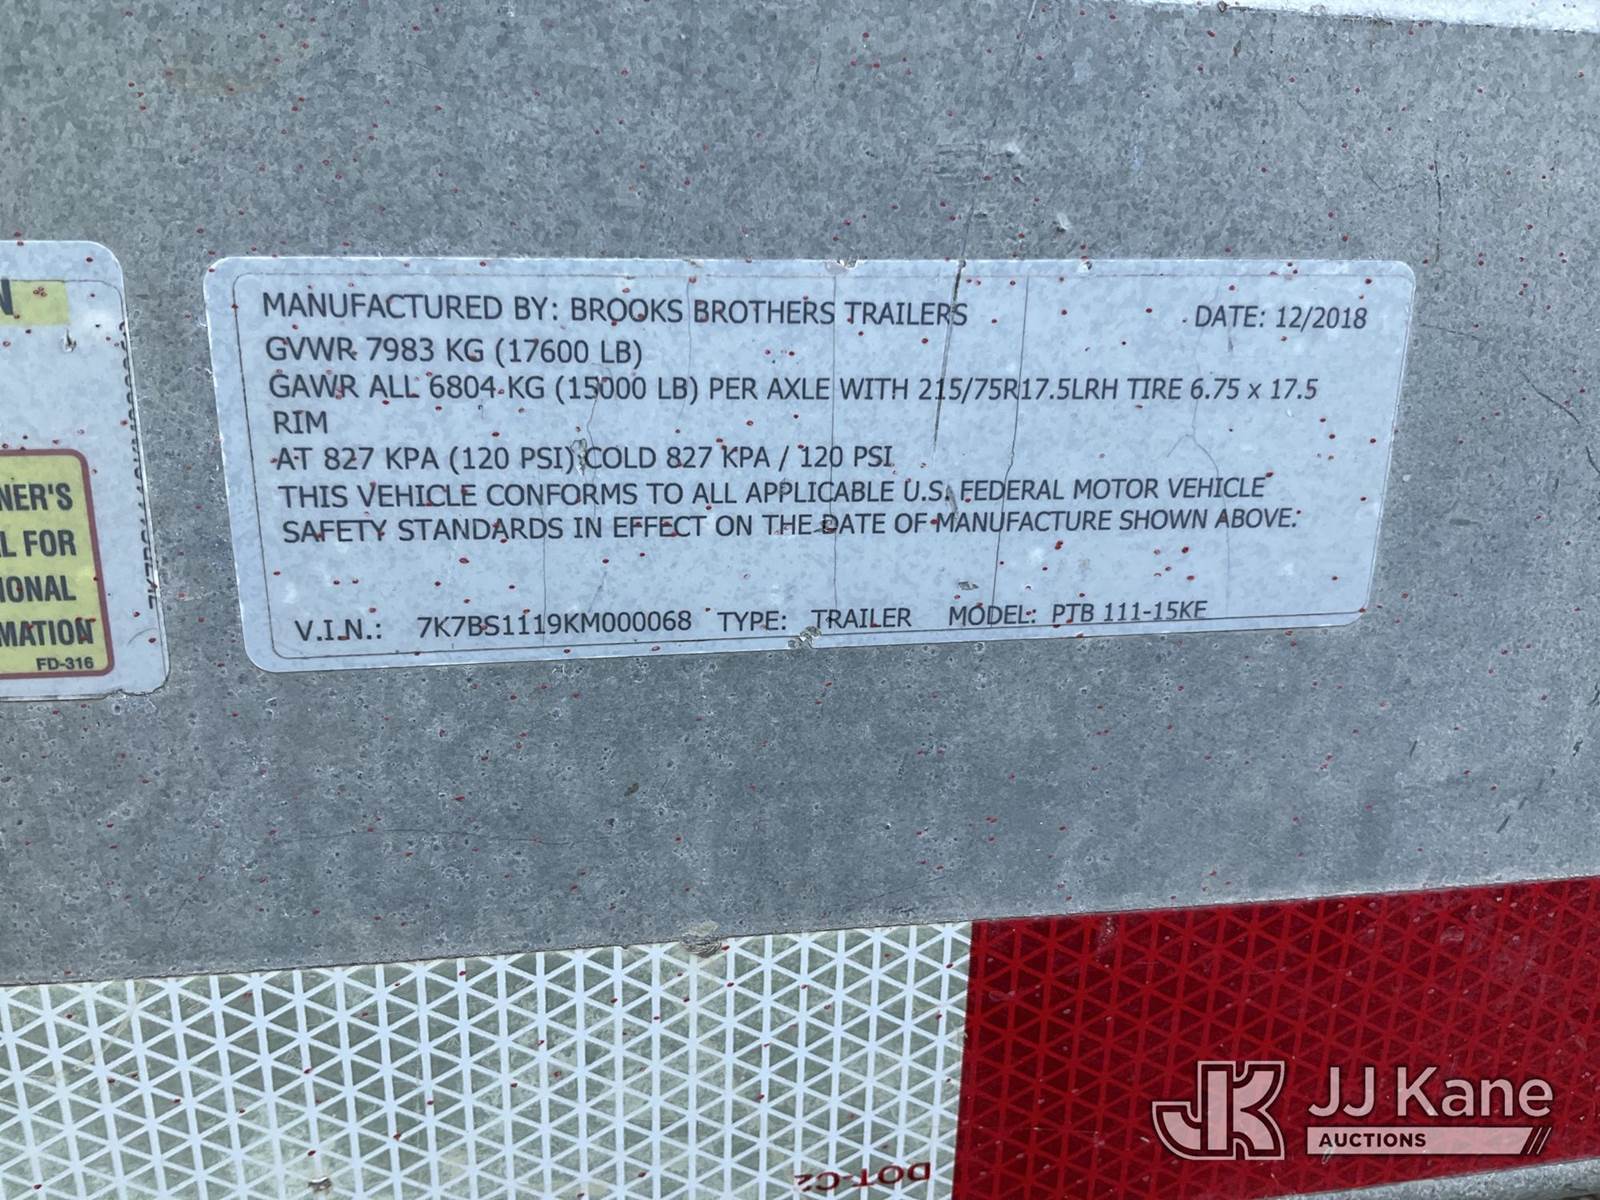 MANUFACTURED BY: BROOKS BROTHERS TRAILERS DATE: 12/2018
GVWR 7983 KG (17600 LB)
GAWR ALL 6804 KG (15000 LB) PER AXLE WITH 215/75R17.5LRH TIRE 6.75 x 17.5
RIM
AT 827 KPA (120 PSI) COLD 827 KPA / 120 PSI
THIS VEHICLE CONFORMS TO ALL APPLICABLE U.S. FEDERAL MOTOR VEHICLE
SAFETY STANDARDS IN EFFECT ON THE DATE OF MANUFACTURE SHOWN ABOVE.
V.I.N.: 7K7BS1119KM000068 TYPE: TRAILER MODEL: PTB 111-15KE
N
NER'S
L FOR
IONAL
MATION
FD-316
DOT-C2
JK JJ Kane
AUCTIONS